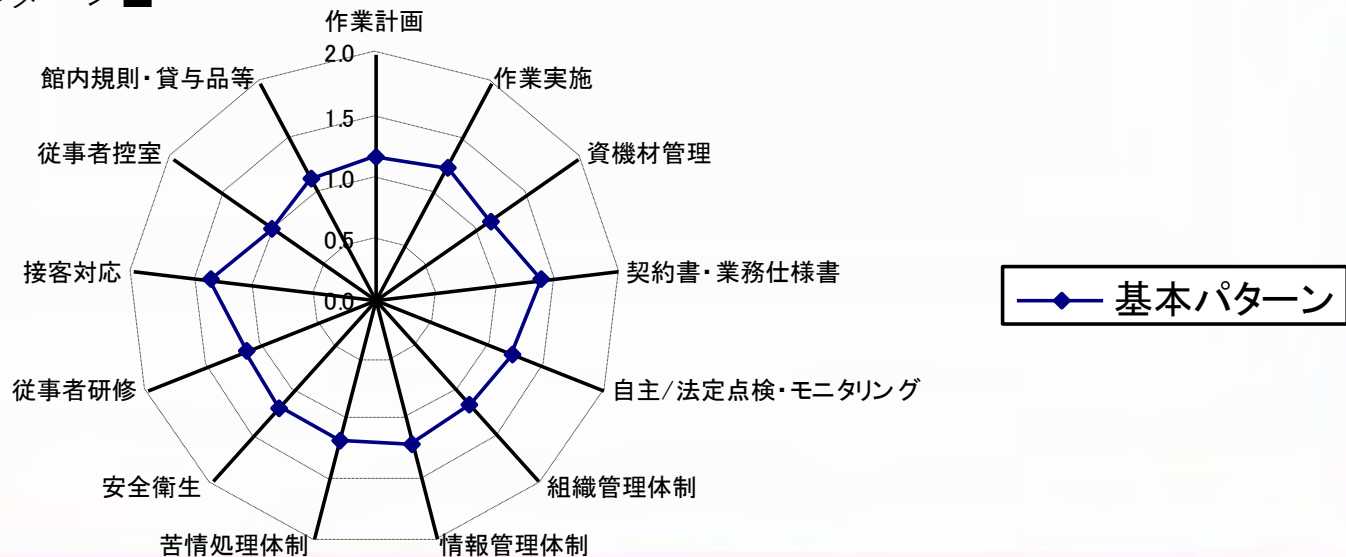 ターン■
作業計画
2.0
館内規則・貸与品等
作業実施
1.5
従事者控室
資機材管理
1.0
0.5
接客対応
契約書・業務仕様書
0.0
基本パターン
従事者研修
自主/法定点検・モニタリング
安全衛生
組織管理体制
苦情処理体制
情報管理体制